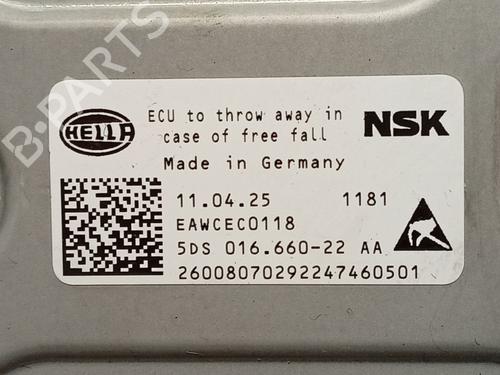 B-PARTS
HELLA
ECU to throw away in
case of free fall
NSK
Made in Germany
11.04.25 1181
EAWCEC0118
5DS 016.660-22 AA
26008070292247460501